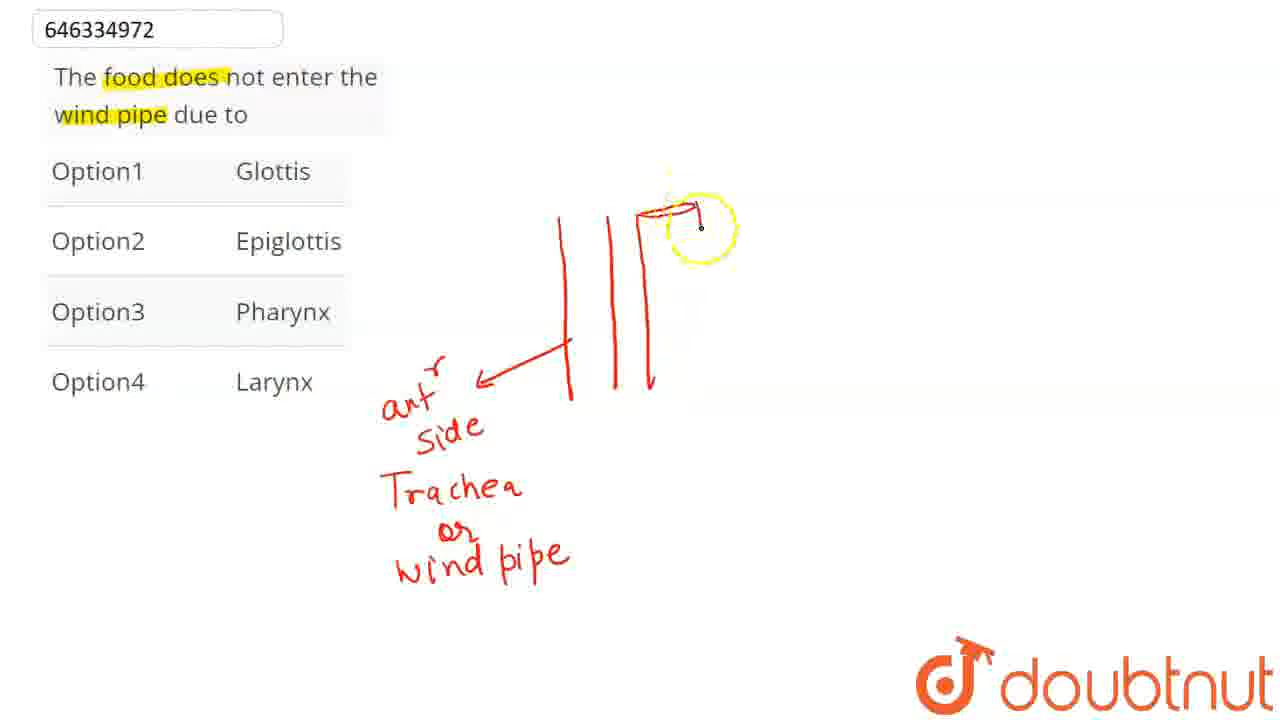 646334972
The food does not enter the
wind pipe due to
Option1 Glottis
Option2 Epiglottis
Option3 Pharynx
Option4 Larynx
antr
side
Trachea
or
wind pipe
doubtnut